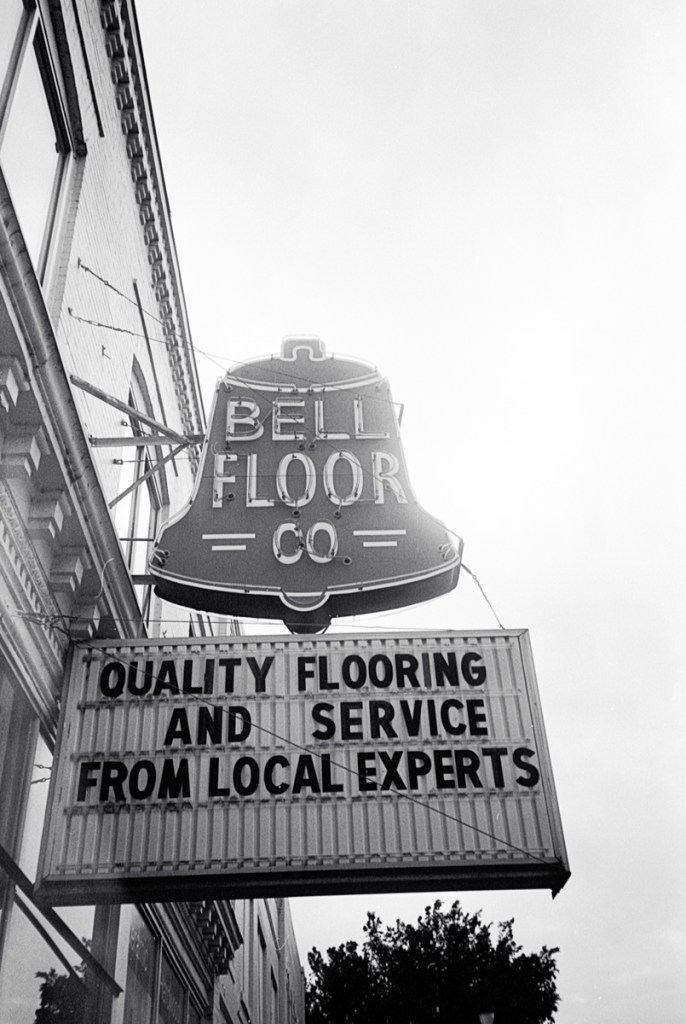 BELL
FLOOR
CO
QUALITY FLOORING
AND SERVICE
FROM LOCAL EXPERTS